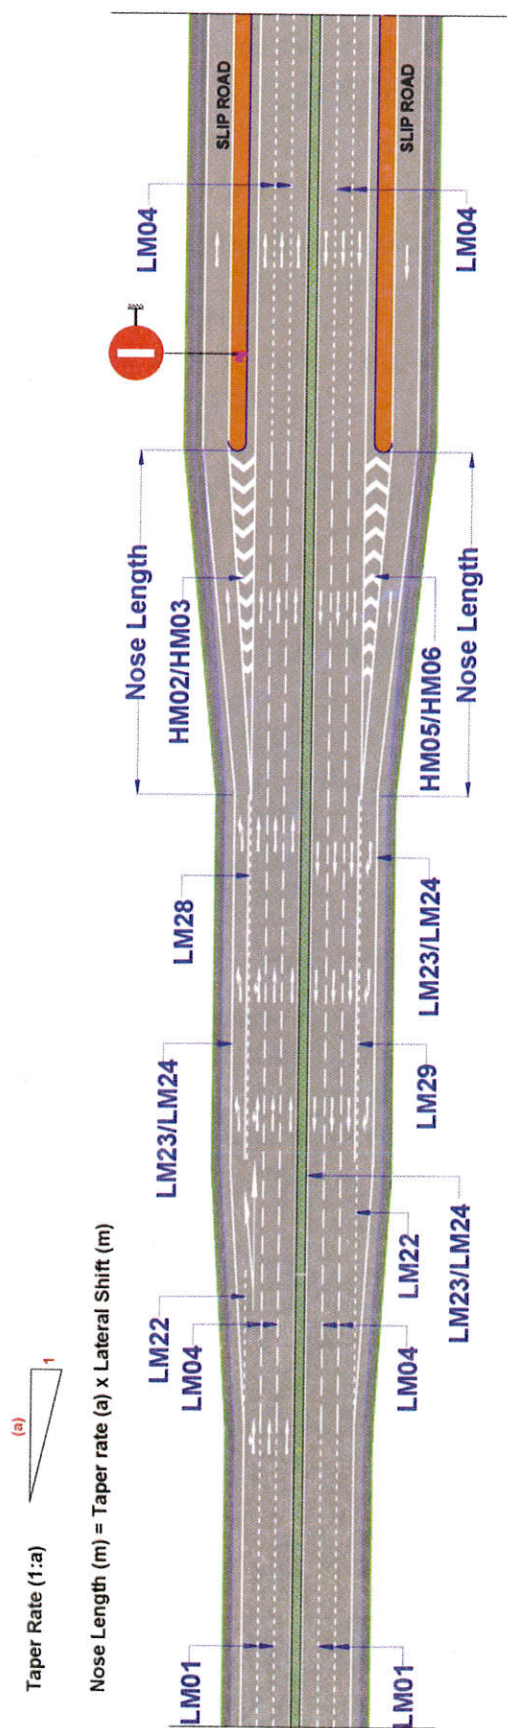 Taper Rate (1:a)
(a)
1
Nose Length (m) = Taper rate (a) x Lateral Shift (m)
LM01
LM22
LM04
LM23/LM24
LM28
Nose Length
HM02/HM03
LM04
SLIP ROAD
LM01
LM04
LM22
LM23/LM24
LM29
LM23/LM24
HM05/HM06
Nose Length
LM04
SLIP ROAD